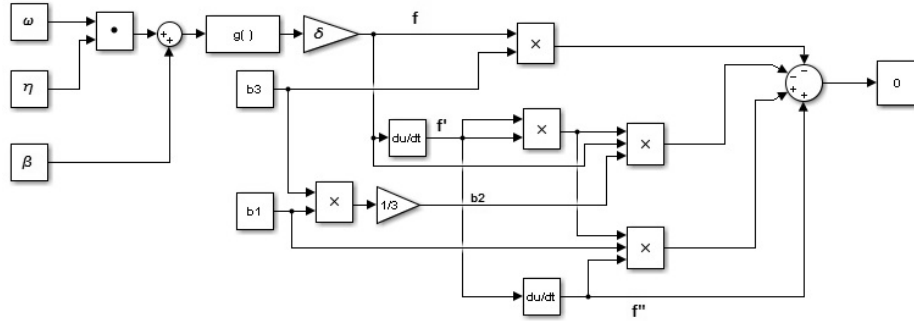 ω
f
•
+
+
g( )
δ
×
η
b3
−
−
+
+
0
f'
×
du/dt
×
β
b1
×
1/3
b2
×
du/dt
f''